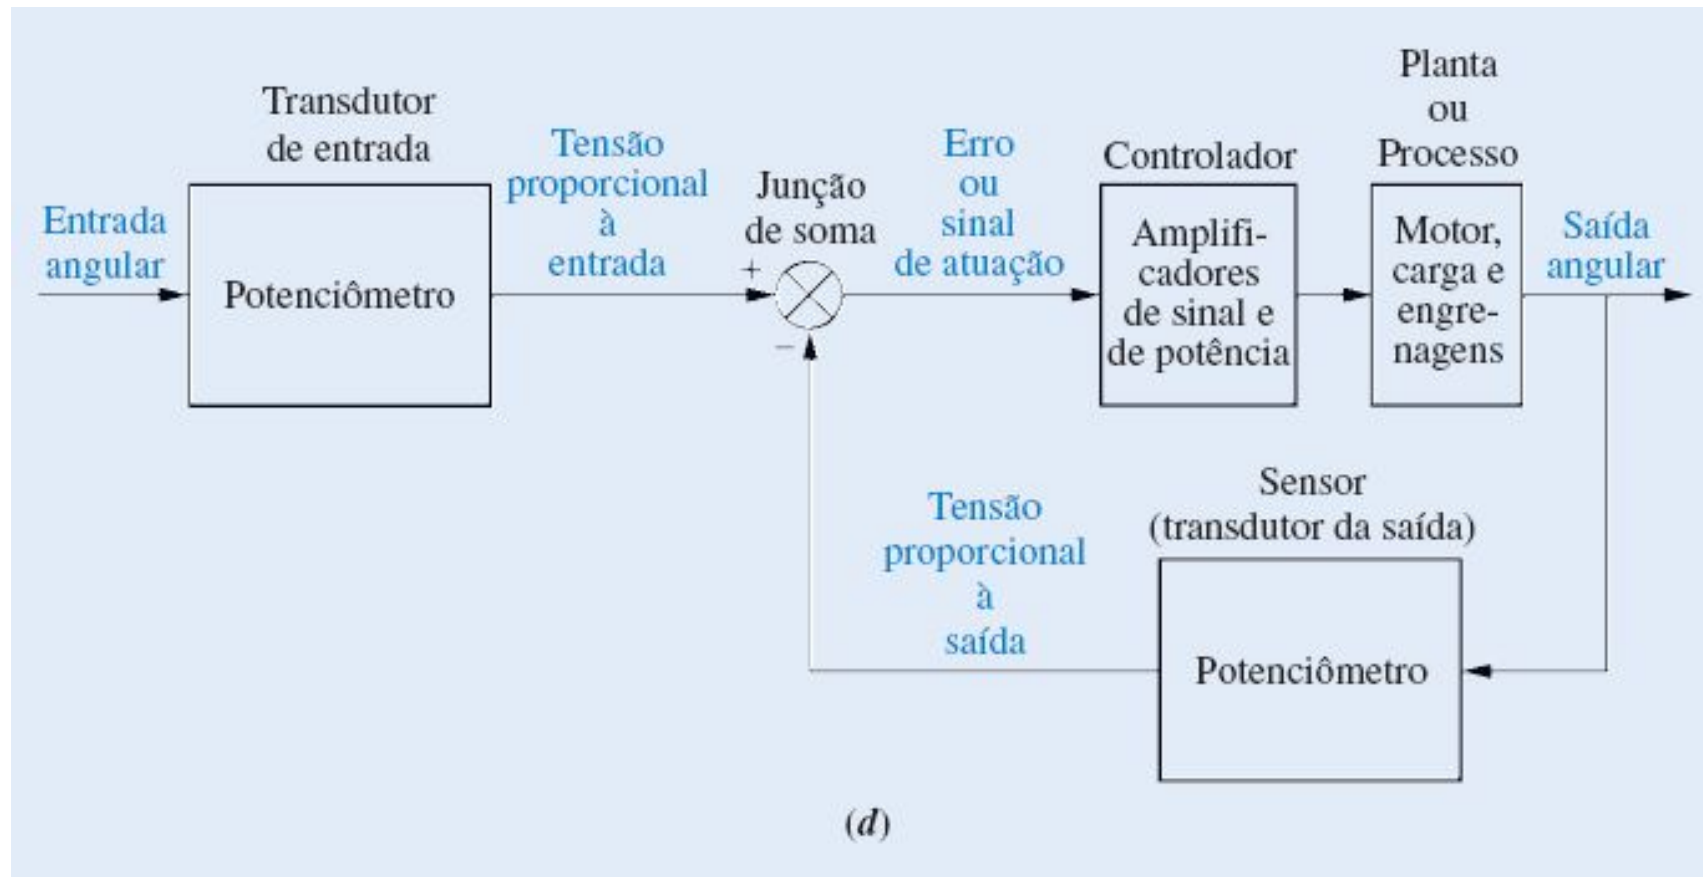 Transdutor
de entrada
Entrada
angular
Potenciômetro
Tensão
proporcional
à
entrada
Junção
de soma
+
−
Erro
ou
sinal
de atuação
Controlador
Amplifi-
cadores
de sinal e
de potência
Planta
ou
Processo
Motor,
carga e
engre-
nagens
Saída
angular
Sensor
(transdutor da saída)
Potenciômetro
Tensão
proporcional
à
saída
(d)